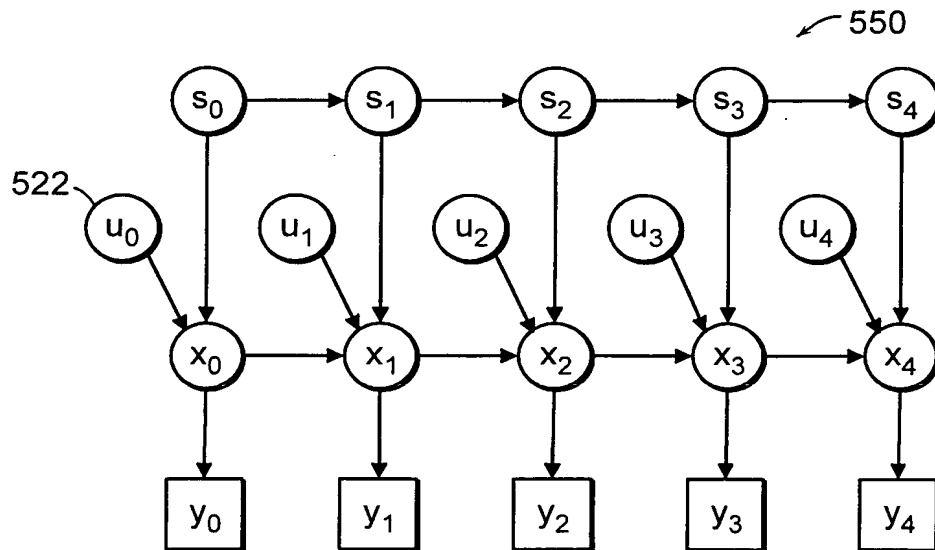 550
s₀ s₁ s₂ s₃ s₄
522
u₀ u₁ u₂ u₃ u₄
x₀ x₁ x₂ x₃ x₄
y₀ y₁ y₂ y₃ y₄